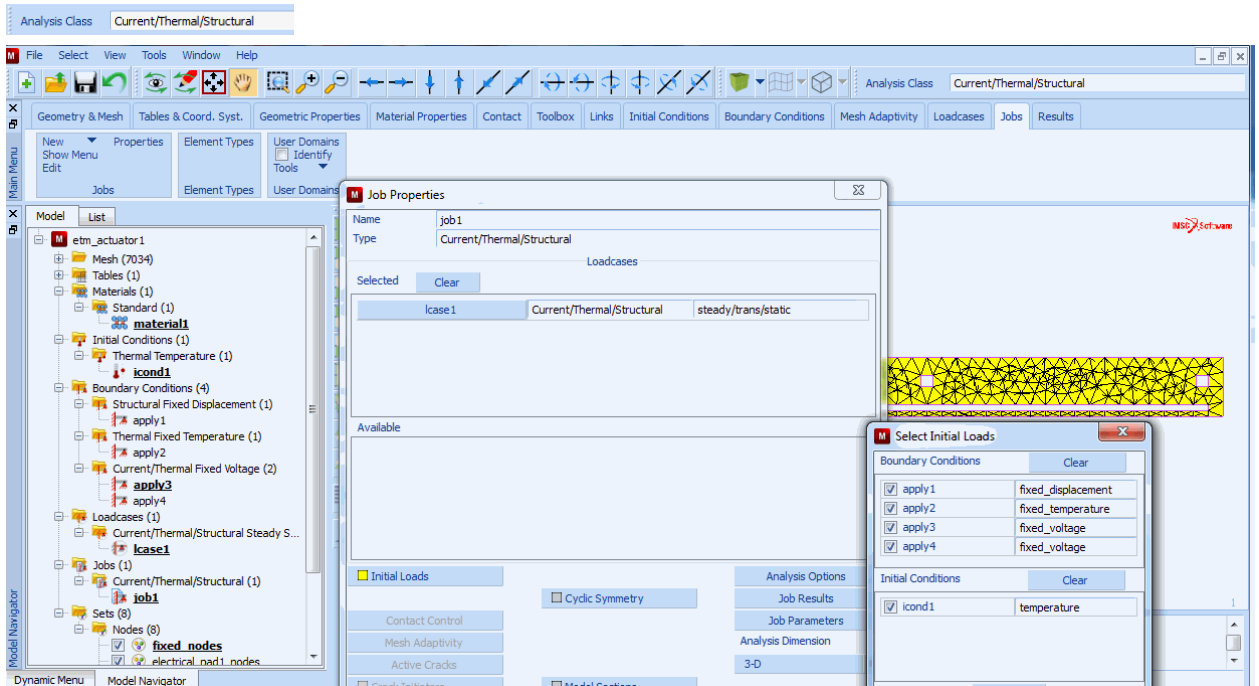 Analysis Class Current/Thermal/Structural
M File Select View Tools Window Help
Analysis Class Current/Thermal/Structural
Geometry & Mesh Tables & Coord. Syst. Geometric Properties Material Properties Contact Toolbox Links Initial Conditions Boundary Conditions Mesh Adaptivity Loadcases Jobs Results
Main Menu
New Properties
Show Menu
Edit
Jobs
Element Types
Element Types
User Domains
Identify
Tools
User Domains
Model List
M etm_actuator1
Mesh (7034)
Tables (1)
Materials (1)
Standard (1)
material1
Initial Conditions (1)
Thermal Temperature (1)
icond1
Boundary Conditions (4)
Structural Fixed Displacement (1)
apply1
Thermal Fixed Temperature (1)
apply2
Current/Thermal Fixed Voltage (2)
apply3
apply4
Loadcases (1)
Current/Thermal/Structural Steady S...
lcase1
Jobs (1)
Current/Thermal/Structural (1)
job1
Sets (8)
Nodes (8)
fixed_nodes
electrical_pad1_nodes
Model Navigator
Dynamic Menu Model Navigator
M Job Properties
Name job1
Type Current/Thermal/Structural
Loadcases
Selected Clear
lcase1 Current/Thermal/Structural steady/trans/static
Available
Initial Loads
Cyclic Symmetry
Contact Control
Mesh Adaptivity
Active Cracks
Crack Initiators
Model Sections
Analysis Options
Job Results
Job Parameters
Analysis Dimension
3-D
MSC Software
1
M Select Initial Loads
Boundary Conditions Clear
apply1 fixed_displacement
apply2 fixed_temperature
apply3 fixed_voltage
apply4 fixed_voltage
Initial Conditions Clear
icond1 temperature